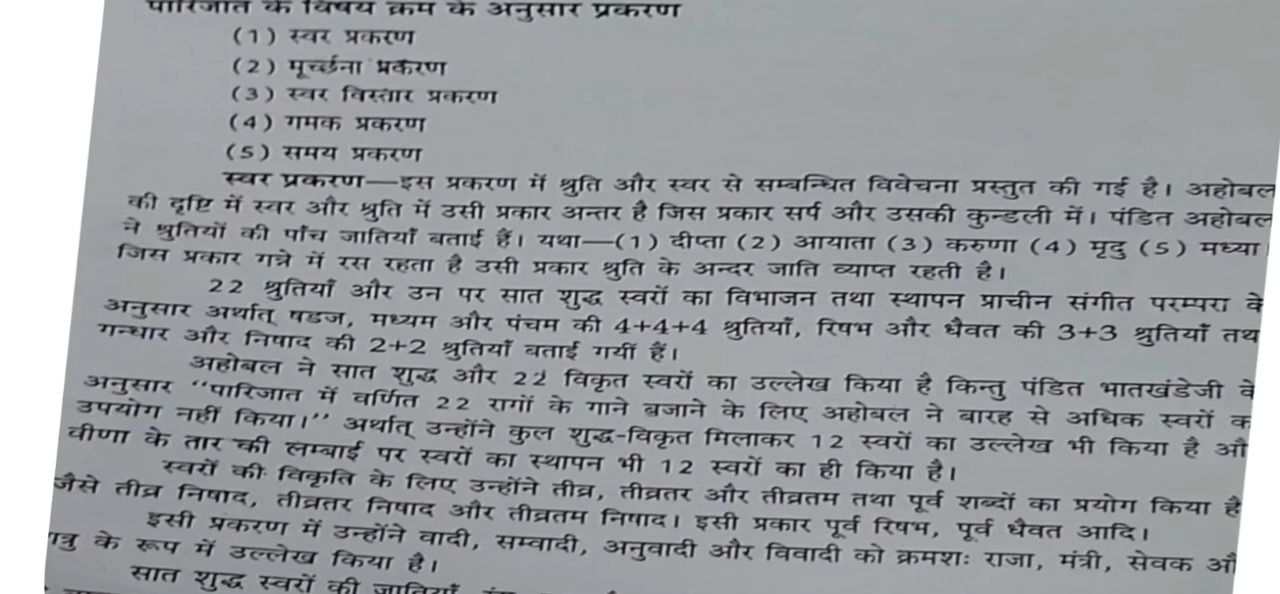 पारिजात के विषय क्रम के अनुसार प्रकरण
(1) स्वर प्रकरण
(2) मूर्च्छना प्रकरण
(3) स्वर विस्तार प्रकरण
(4) गमक प्रकरण
(5) समय प्रकरण
स्वर प्रकरण—इस प्रकरण में श्रुति और स्वर से सम्बन्धित विवेचना प्रस्तुत की गई है। अहोबल
की दृष्टि में स्वर और श्रुति में उसी प्रकार अन्तर है जिस प्रकार सर्प और उसकी कुन्डली में। पंडित अहोबल
ने श्रुतियों की पाँच जातियाँ बताई हैं। यथा—(1) दीप्ता (2) आयाता (3) करुणा (4) मृदु (5) मध्या
जिस प्रकार गन्ने में रस रहता है उसी प्रकार श्रुति के अन्दर जाति व्याप्त रहती है।
22 श्रुतियाँ और उन पर सात शुद्ध स्वरों का विभाजन तथा स्थापन प्राचीन संगीत परम्परा के
अनुसार अर्थात् षडज, मध्यम और पंचम की 4+4+4 श्रुतियाँ, रिषभ और धैवत की 3+3 श्रुतियाँ तथ
गन्धार और निषाद की 2+2 श्रुतियाँ बताई गयीं हैं।
अहोबल ने सात शुद्ध और 22 विकृत स्वरों का उल्लेख किया है किन्तु पंडित भातखंडेजी के
अनुसार ‘‘पारिजात में वर्णित 22 रागों के गाने बजाने के लिए अहोबल ने बारह से अधिक स्वरों क
उपयोग नहीं किया।’’ अर्थात् उन्होंने कुल शुद्ध-विकृत मिलाकर 12 स्वरों का उल्लेख भी किया है औ
वीणा के तार की लम्बाई पर स्वरों का स्थापन भी 12 स्वरों का ही किया है।
स्वरों की विकृति के लिए उन्होंने तीव्र, तीव्रतर और तीव्रतम तथा पूर्व शब्दों का प्रयोग किया है
जैसे तीव्र निषाद, तीव्रतर निषाद और तीव्रतम निषाद। इसी प्रकार पूर्व रिषभ, पूर्व धैवत आदि।
इसी प्रकरण में उन्होंने वादी, सम्वादी, अनुवादी और विवादी को क्रमशः राजा, मंत्री, सेवक औ
ात्रु के रूप में उल्लेख किया है।
सात शुद्ध स्वरों की जातियाँ,